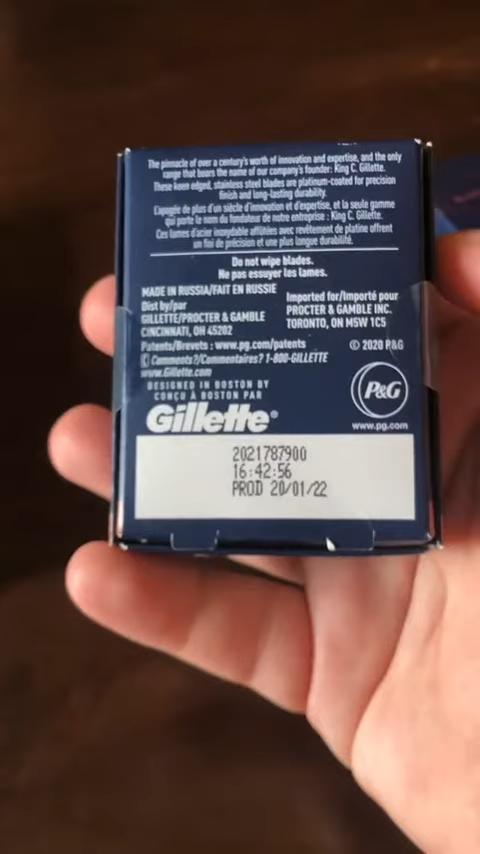 The pinnacle of over a century's worth of innovation and expertise, and the only
range that bears the name of our company's founder: King C. Gillette.
These keen edged, stainless steel blades are platinum-coated for precision
finish and long-lasting durability.
L'apogée de plus d'un siècle d'innovation et d'expertise, et la seule gamme
qui porte le nom du fondateur de notre entreprise : King C. Gillette.
Ces lames d'acier inoxydable affûtées avec revêtement de platine offrent
un fini de précision et une plus longue durabilité.
Do not wipe blades.
Ne pas essuyer les lames.
MADE IN RUSSIA/FAIT EN RUSSIE
Dist by/par
GILLETTE/PROCTER & GAMBLE
CINCINNATI, OH 45202
Imported for/Importé pour
PROCTER & GAMBLE INC.
TORONTO, ON M5W 1C5
Patents/Brevets : www.pg.com/patents
© 2020 P&G
Comments?/Commentaires? 1-800-GILLETTE
www.Gillette.com
DESIGNED IN BOSTON BY
CONÇU À BOSTON PAR
Gillette®
P&G
www.pg.com
2021787900
16:42:56
PROD 20/01/22